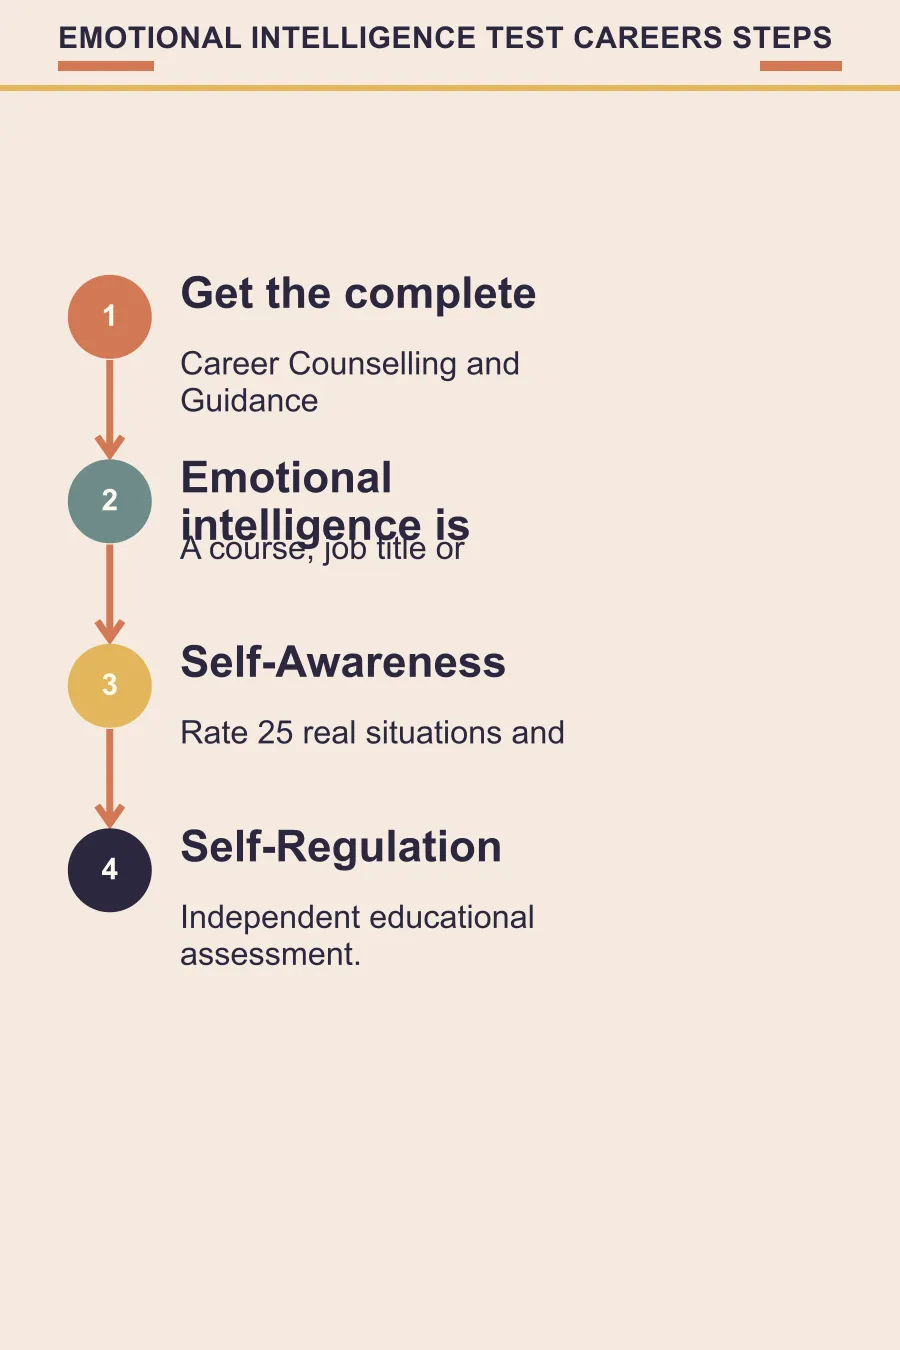 EMOTIONAL INTELLIGENCE TEST CAREERS STEPS
1
Get the complete
Career Counselling and
Guidance
2
Emotional
intelligence is
A course, job title or
3
Self-Awareness
Rate 25 real situations and
4
Self-Regulation
Independent educational
assessment.